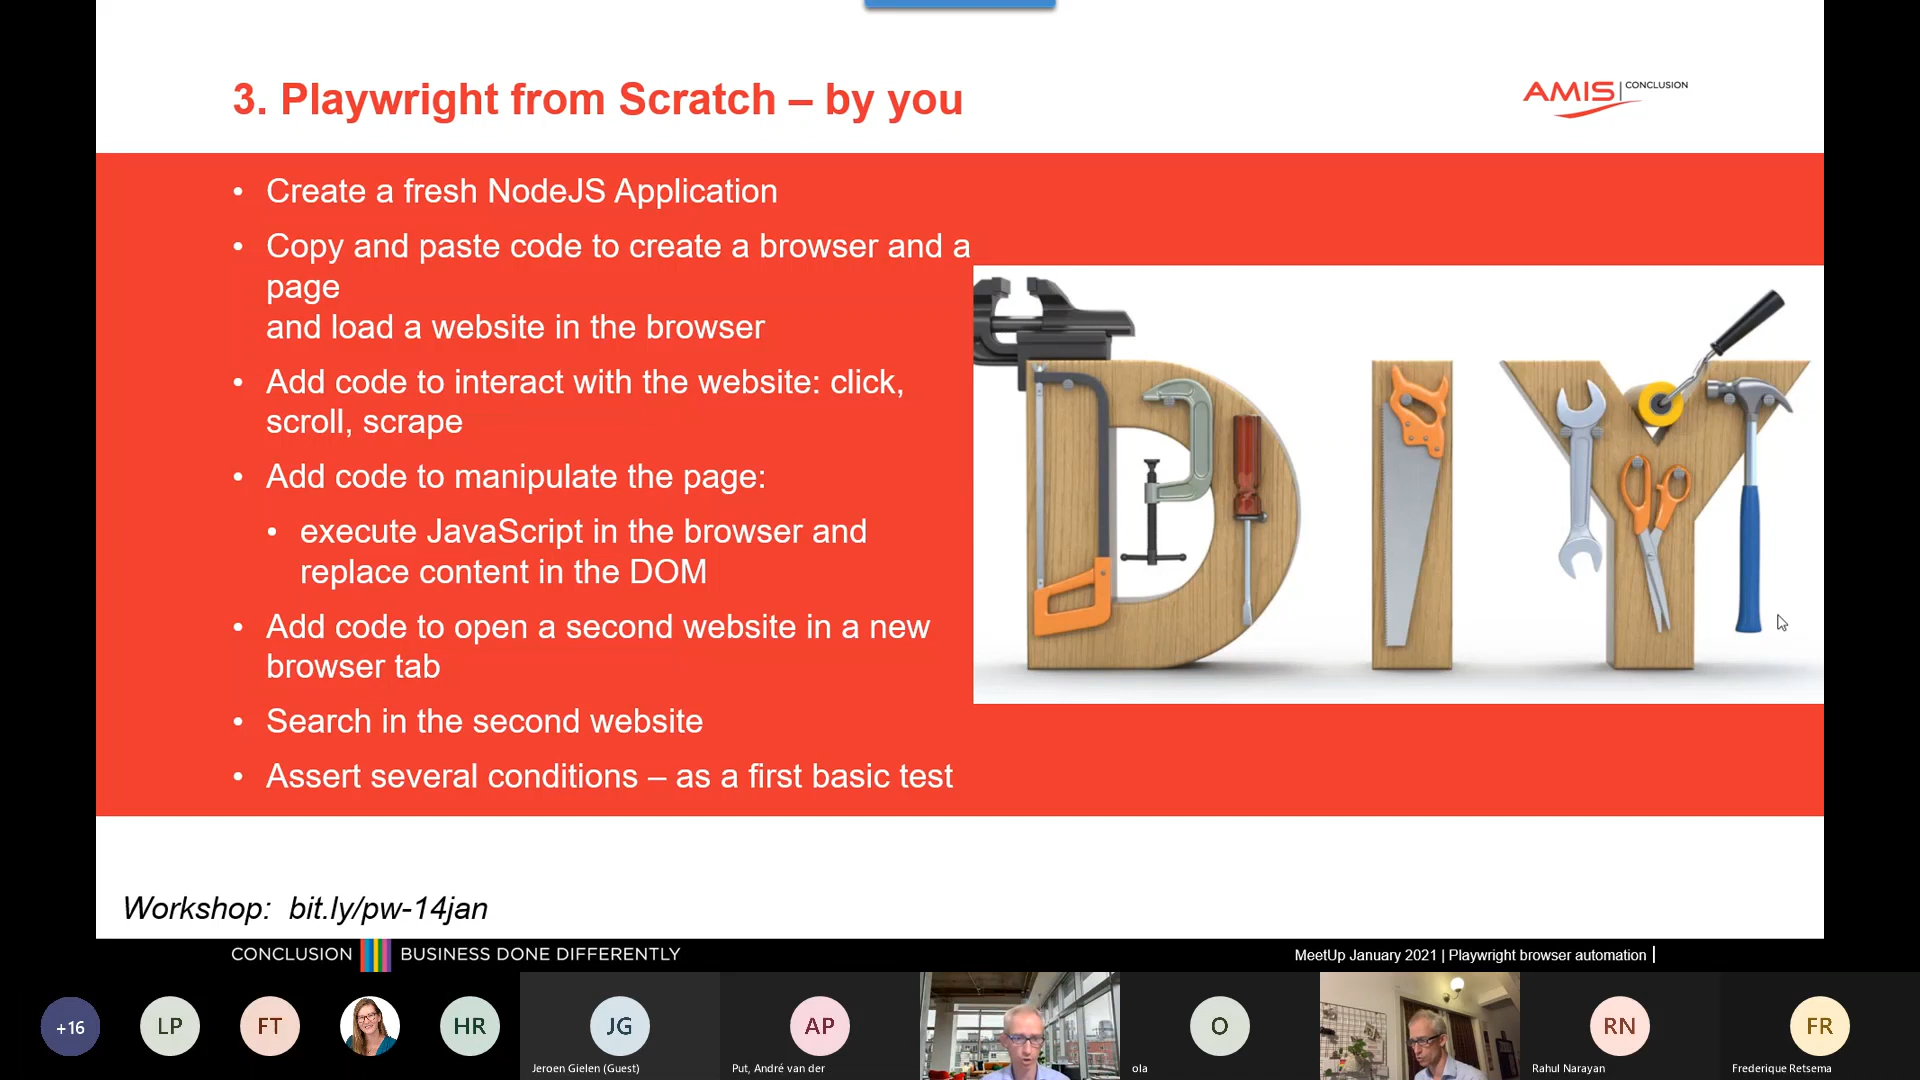 3. Playwright from Scratch – by you
AMIS | CONCLUSION
• Create a fresh NodeJS Application
• Copy and paste code to create a browser and a
page
and load a website in the browser
• Add code to interact with the website: click,
scroll, scrape
• Add code to manipulate the page:
• execute JavaScript in the browser and
replace content in the DOM
• Add code to open a second website in a new
browser tab
• Search in the second website
• Assert several conditions – as a first basic test
DIY
Workshop: bit.ly/pw-14jan
CONCLUSION BUSINESS DONE DIFFERENTLY
MeetUp January 2021 | Playwright browser automation |
+16
LP
FT
HR
JG
Jeroen Gielen (Guest)
AP
Put, André van der
O
ola
RN
Rahul Narayan
FR
Frederique Retsema